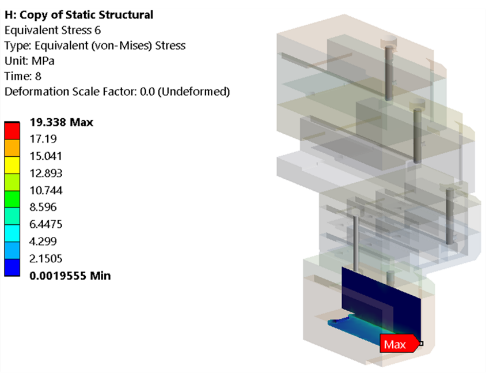 H: Copy of Static Structural
Equivalent Stress 6
Type: Equivalent (von-Mises) Stress
Unit: MPa
Time: 8
Deformation Scale Factor: 0.0 (Undeformed)
19.338 Max
17.19
15.041
12.893
10.744
8.596
6.4475
4.299
2.1505
0.0019555 Min
Max